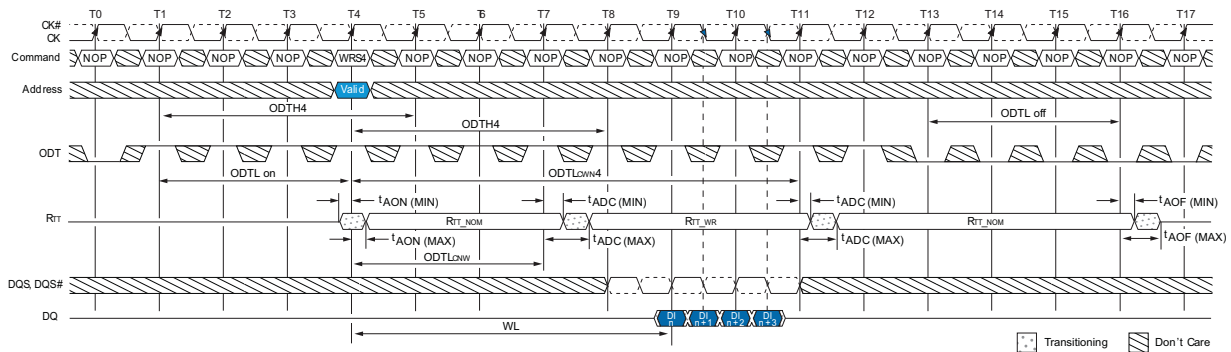 T0 T1 T2 T3 T4 T5 T6 T7 T8 T9 T10 T11 T12 T13 T14 T15 T16 T17
CK#
CK
Command NOP NOP NOP NOP WRS4 NOP NOP NOP NOP NOP NOP NOP NOP NOP NOP NOP NOP NOP
Address Valid
ODTH4 ODTL off
ODTH4
ODT
ODTL on ODTLCWN4
tAON (MIN) tADC (MIN) tADC (MIN) tAOF (MIN)
RTT RTT_NOM RTT_WR RTT_NOM
tAON (MAX) tADC (MAX) tADC (MAX) tAOF (MAX)
ODTLCNW
DQS, DQS#
DQ DI n DI n+1 DI n+2 DI n+3
WL
Transitioning Don't Care